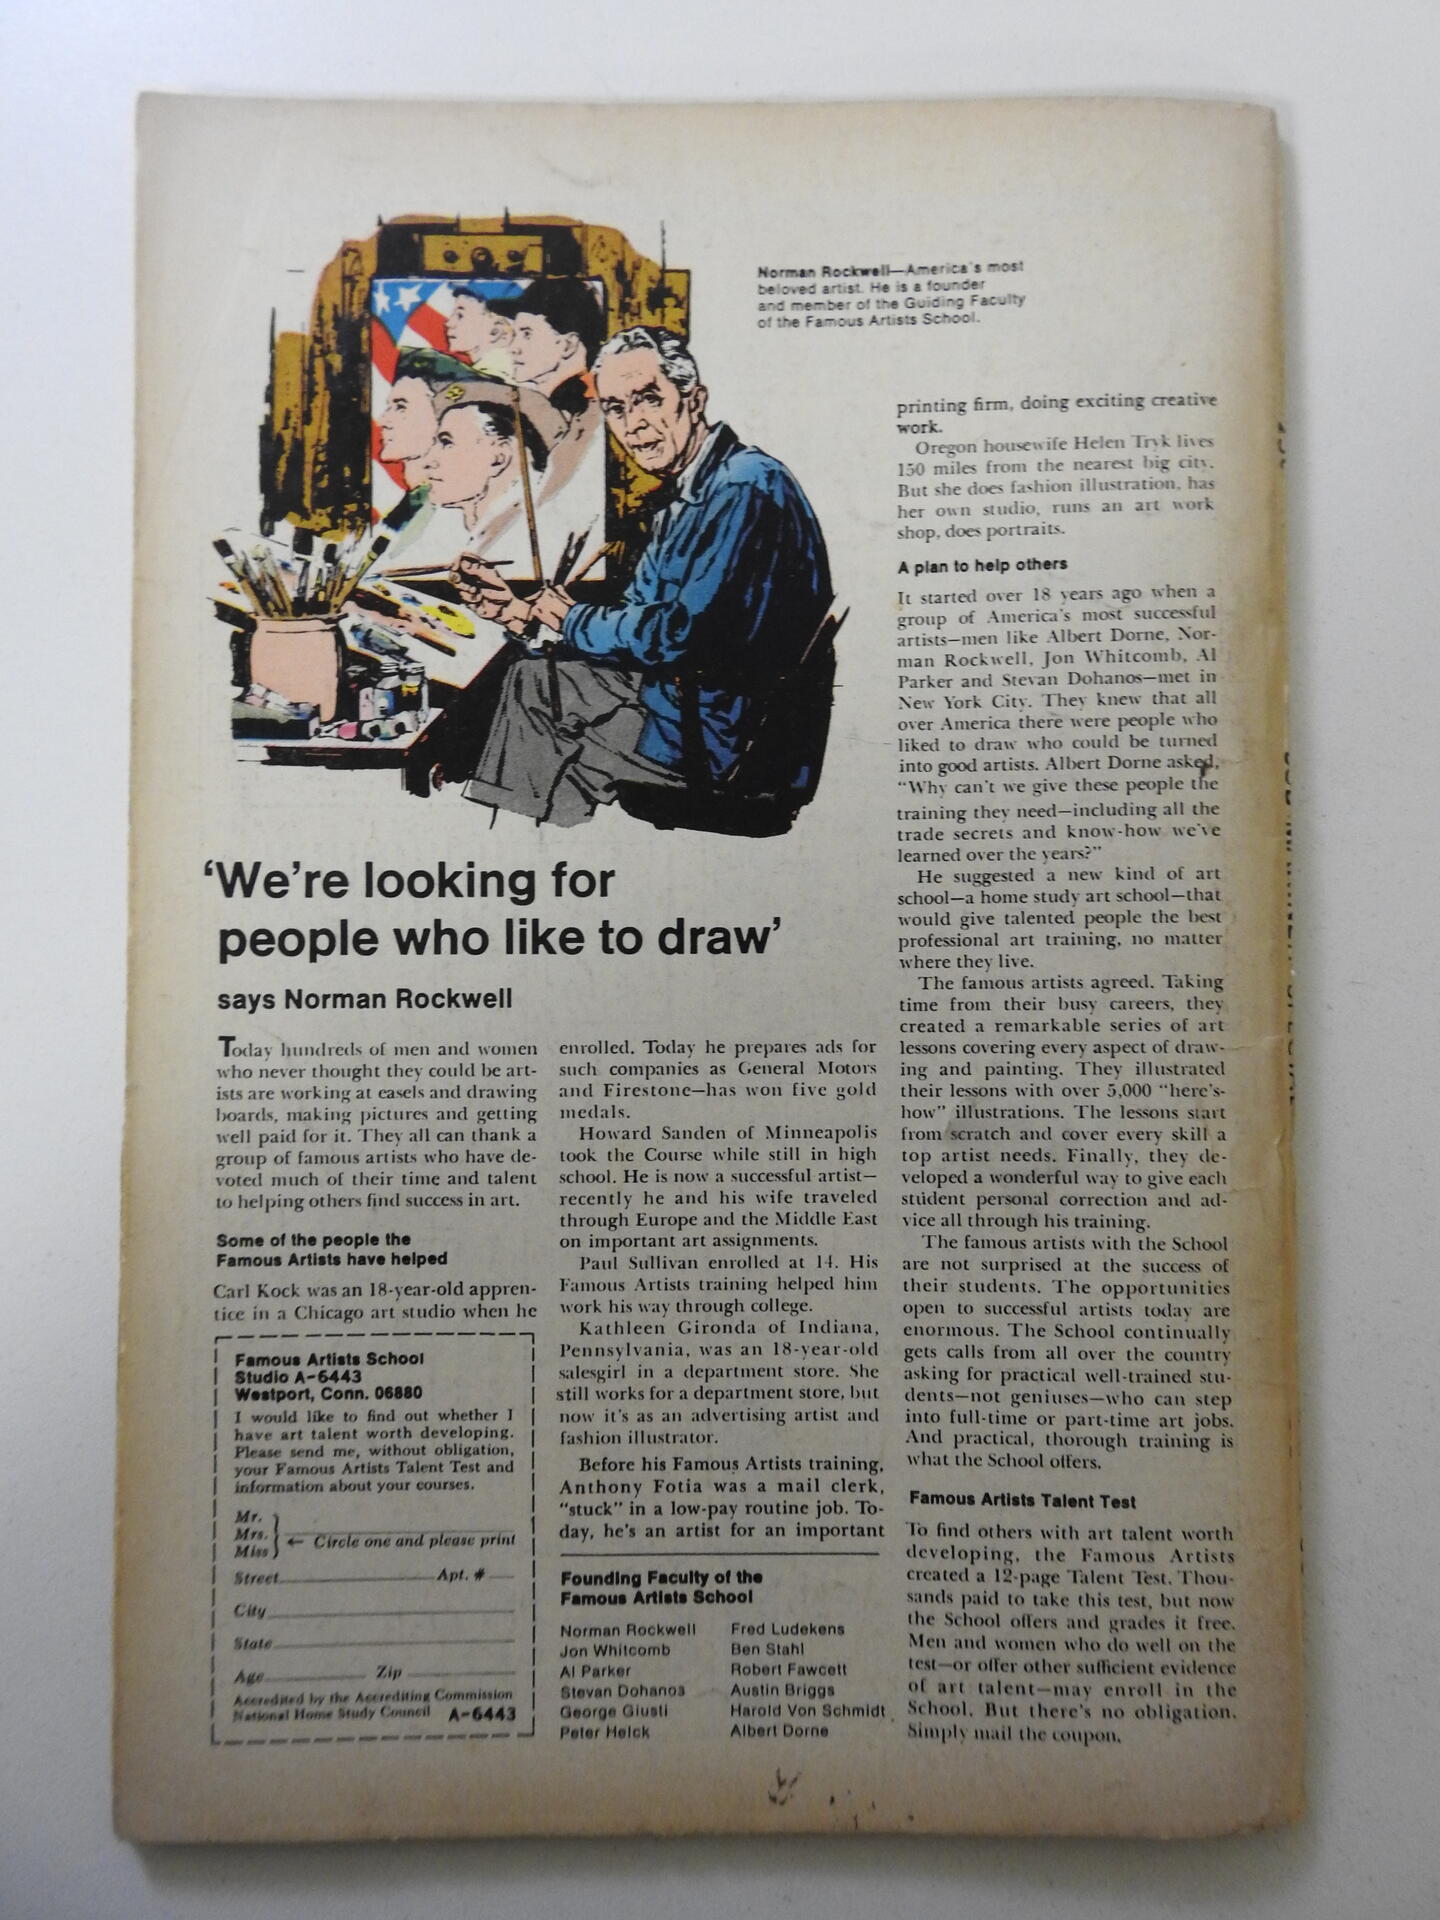 Norman Rockwell—America's most
beloved artist. He is a founder
and member of the Guiding Faculty
of the Famous Artists School.
'We're looking for
people who like to draw'
says Norman Rockwell
Today hundreds of men and women
who never thought they could be art-
ists are working at easels and drawing
boards, making pictures and getting
well paid for it. They all can thank a
group of famous artists who have de-
voted much of their time and talent
to helping others find success in art.
Some of the people the
Famous Artists have helped
Carl Kock was an 18-year-old appren-
tice in a Chicago art studio when he
enrolled. Today he prepares ads for
such companies as General Motors
and Firestone—has won five gold
medals.
Howard Sanden of Minneapolis
took the Course while still in high
school. He is now a successful artist—
recently he and his wife traveled
through Europe and the Middle East
on important art assignments.
Paul Sullivan enrolled at 14. His
Famous Artists training helped him
work his way through college.
Kathleen Gironda of Indiana,
Pennsylvania, was an 18-year-old
salesgirl in a department store. She
still works for a department store, but
now it's as an advertising artist and
fashion illustrator.
Before his Famous Artists training,
Anthony Fotia was a mail clerk,
"stuck" in a low-pay routine job. To-
day, he's an artist for an important
printing firm, doing exciting creative
work.
Oregon housewife Helen Tryk lives
150 miles from the nearest big city.
But she does fashion illustration, has
her own studio, runs an art work
shop, does portraits.
A plan to help others
It started over 18 years ago when a
group of America's most successful
artists—men like Albert Dorne, Nor-
man Rockwell, Jon Whitcomb, Al
Parker and Stevan Dohanos—met in
New York City. They knew that all
over America there were people who
liked to draw who could be turned
into good artists. Albert Dorne asked,
"Why can't we give these people the
training they need—including all the
trade secrets and know-how we've
learned over the years?"
He suggested a new kind of art
school—a home study art school—that
would give talented people the best
professional art training, no matter
where they live.
The famous artists agreed. Taking
time from their busy careers, they
created a remarkable series of art
lessons covering every aspect of draw-
ing and painting. They illustrated
their lessons with over 5,000 "here's-
how" illustrations. The lessons start
from scratch and cover every skill a
top artist needs. Finally, they de-
veloped a wonderful way to give each
student personal correction and ad-
vice all through his training.
The famous artists with the School
are not surprised at the success of
their students. The opportunities
open to successful artists today are
enormous. The School continually
gets calls from all over the country
asking for practical well-trained stu-
dents—not geniuses—who can step
into full-time or part-time art jobs.
And practical, thorough training is
what the School offers.
Famous Artists Talent Test
To find others with art talent worth
developing, the Famous Artists
created a 12-page Talent Test. Thou-
sands paid to take this test, but now
the School offers and grades it free.
Men and women who do well on the
test—or offer other sufficient evidence
of art talent—may enroll in the
School. But there's no obligation.
Simply mail the coupon.
Famous Artists School
Studio A-6443
Westport, Conn. 06880
I would like to find out whether I
have art talent worth developing.
Please send me, without obligation,
your Famous Artists Talent Test and
information about your courses.
Mr.
Mrs. ← Circle one and please print
Miss
Street Apt. #
City
State
Age Zip
Accredited by the Accrediting Commission
National Home Study Council A-6443
Founding Faculty of the
Famous Artists School
Norman Rockwell
Jon Whitcomb
Al Parker
Stevan Dohanos
George Giusti
Peter Helck
Fred Ludekens
Ben Stahl
Robert Fawcett
Austin Briggs
Harold Von Schmidt
Albert Dorne